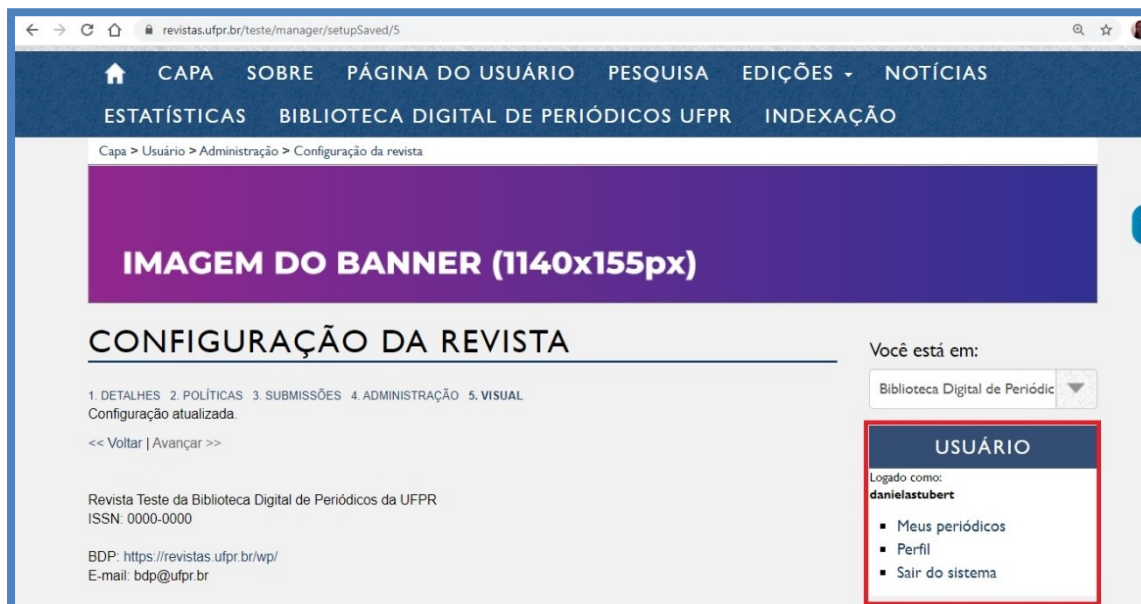 revistas.ufpr.br/teste/manager/setupSaved/5
CAPA SOBRE PÁGINA DO USUÁRIO PESQUISA EDIÇÕES NOTÍCIAS
ESTATÍSTICAS BIBLIOTECA DIGITAL DE PERIÓDICOS UFPR INDEXAÇÃO
Capa > Usuário > Administração > Configuração da revista
IMAGEM DO BANNER (1140x155px)
CONFIGURAÇÃO DA REVISTA
1. DETALHES 2. POLÍTICAS 3. SUBMISSÕES 4. ADMINISTRAÇÃO 5. VISUAL
Configuração atualizada.
<< Voltar | Avançar >>
Revista Teste da Biblioteca Digital de Periódicos da UFPR
ISSN: 0000-0000
BDP: https://revistas.ufpr.br/wp/
E-mail: bdp@ufpr.br
Você está em:
Biblioteca Digital de Periódic
USUÁRIO
Logado como:
danielastubert
Meus periódicos
Perfil
Sair do sistema